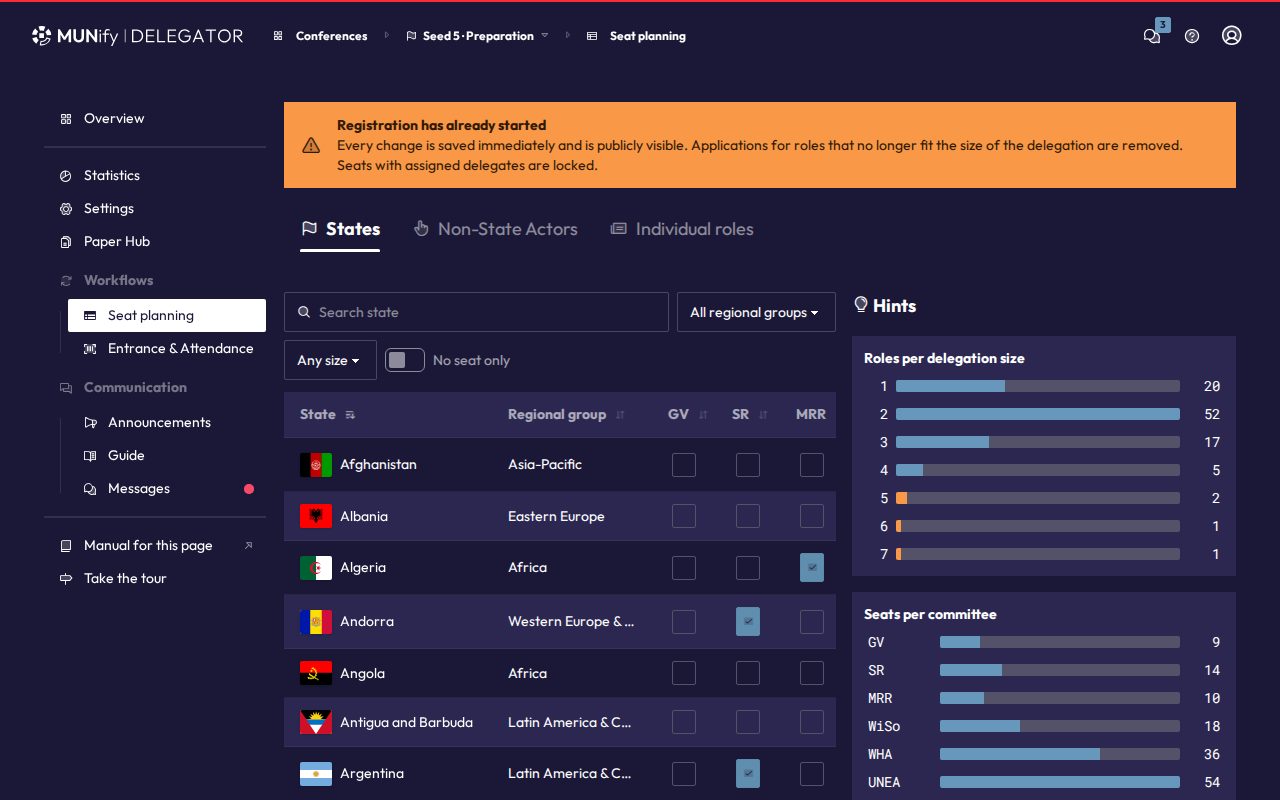 MUNify | DELEGATOR
Conferences
Seed 5 · Preparation
Seat planning
3
Overview
Statistics
Settings
Paper Hub
Workflows
Seat planning
Entrance & Attendance
Communication
Announcements
Guide
Messages
Manual for this page
Take the tour
Registration has already started
Every change is saved immediately and is publicly visible. Applications for roles that no longer fit the size of the delegation are removed.
Seats with assigned delegates are locked.
States
Non-State Actors
Individual roles
Search state
All regional groups
Any size
No seat only
State Regional group GV SR MRR
Afghanistan Asia-Pacific
Albania Eastern Europe
Algeria Africa
Andorra Western Europe & ...
Angola Africa
Antigua and Barbuda Latin America & C...
Argentina Latin America & C...
Hints
Roles per delegation size
1 20
2 52
3 17
4 5
5 2
6 1
7 1
Seats per committee
GV 9
SR 14
MRR 10
WiSo 18
WHA 36
UNEA 54